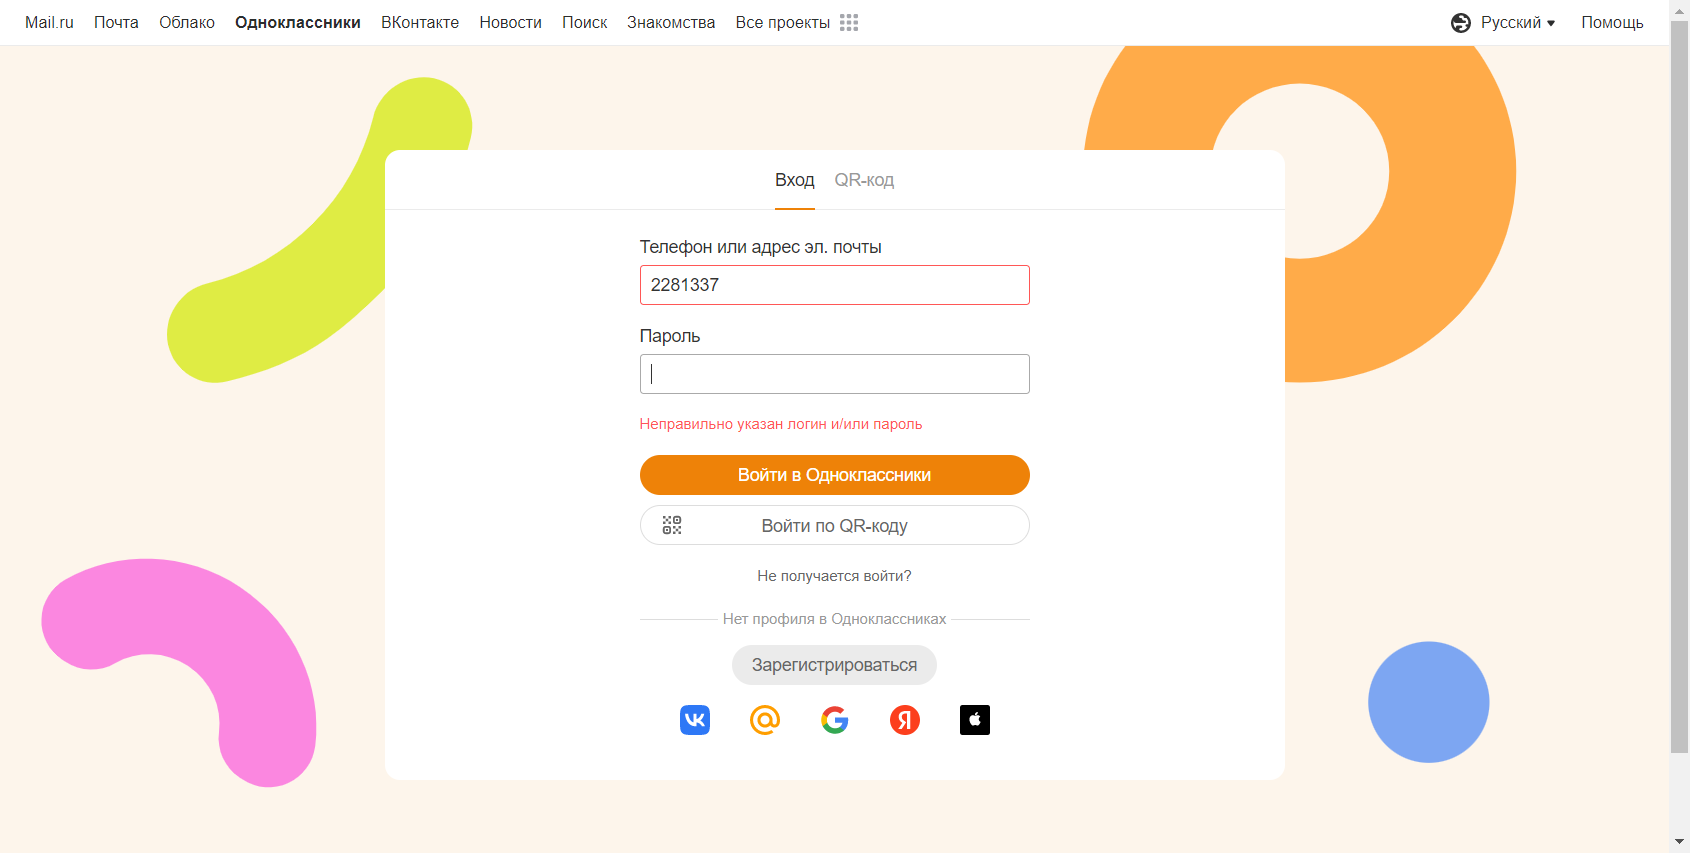 Mail.ru Почта Облако Одноклассники ВКонтакте Новости Поиск Знакомства Все проекты Русский Помощь
Вход QR-код
Телефон или адрес эл. почты
2281337
Пароль
Неправильно указан логин и/или пароль
Войти в Одноклассники
Войти по QR-коду
Не получается войти?
Нет профиля в Одноклассниках
Зарегистрироваться